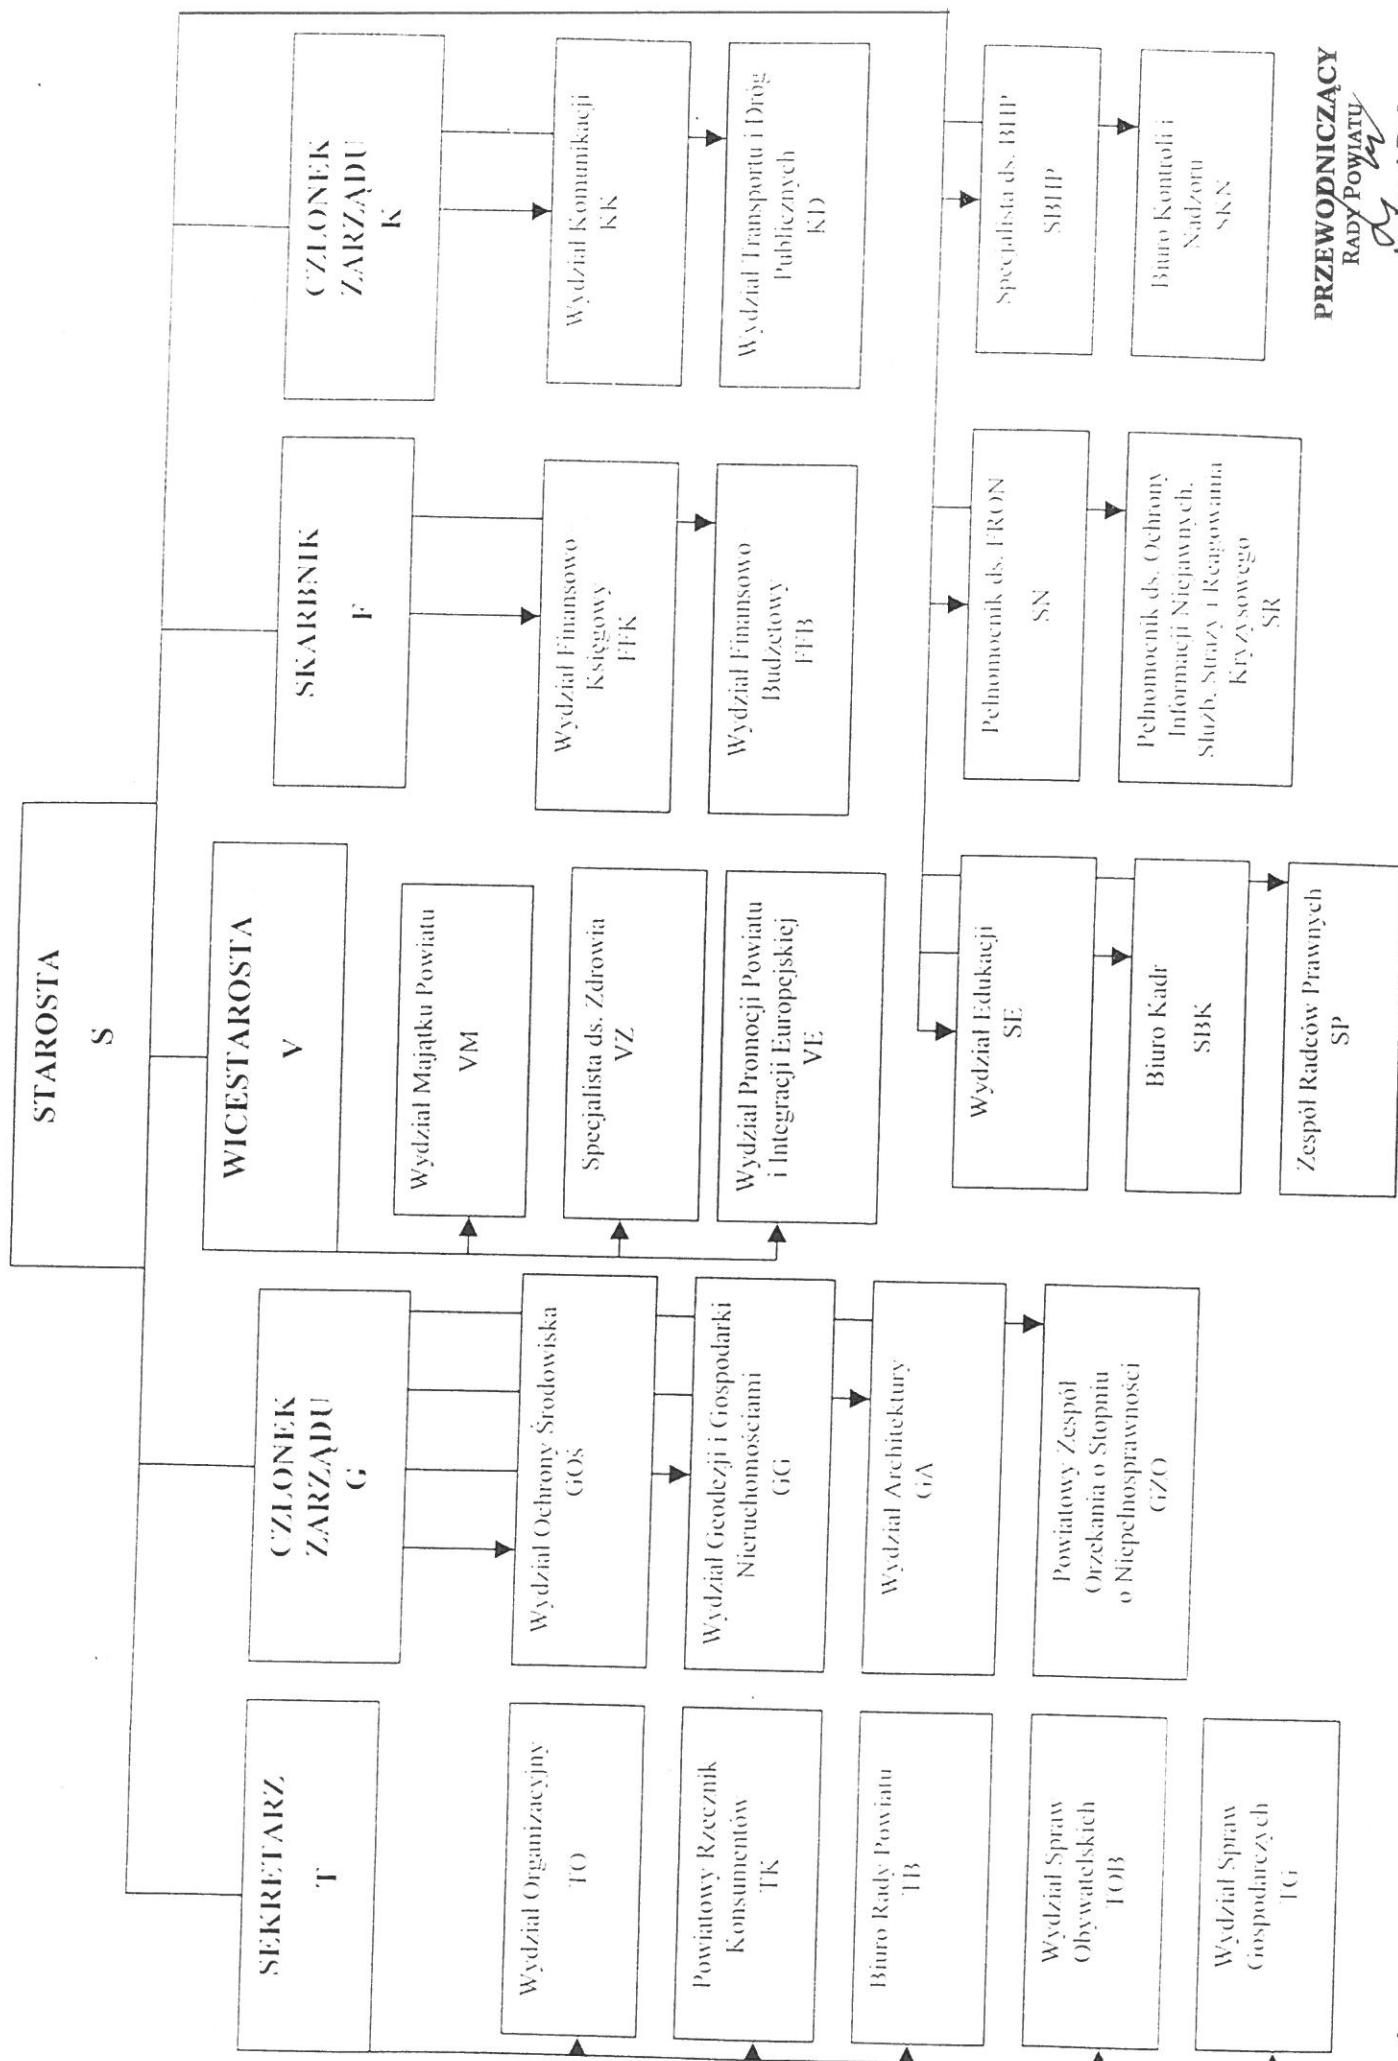 STAROSTA
S
SEKRETARZ
T
CZŁONEK
ZARZĄDU
G
WICESTAROSTA
V
SKARBNIK
F
CZŁONEK
ZARZĄDU
K
Wydział Organizacyjny
TO
Powiatowy Rzecznik
Konsumentów
TK
Biuro Rady Powiatu
TB
Wydział Spraw
Obywatelskich
TOB
Wydział Spraw
Gospodarczych
TG
Wydział Ochrony Środowiska
GOś
Wydział Geodezji i Gospodarki
Nieruchomościami
GG
Wydział Architektury
GA
Powiatowy Zespół
Orzekania o Stopniu
o Niepełnosprawności
GZO
Wydział Majątku Powiatu
VM
Specjalista ds. Zdrowia
VZ
Wydział Promocji Powiatu
i Integracji Europejskiej
VE
Wydział Finansowo
Księgowy
FFK
Wydział Finansowo
Budżetowy
FFB
Wydział Komunikacji
KK
Wydział Transportu i Dróg
Publicznych
KD
Wydział Edukacji
SE
Biuro Kadr
SBK
Zespół Radców Prawnych
SP
Pełnomocnik ds. FRON
SN
Pełnomocnik ds. Ochrony
Informacji Niejawnych,
Służb, Straży i Reagowania
Kryzysowego
SR
Specjalista ds. BHP
SBHP
Biuro Kontroli i
Nadzoru
SKN
PRZEWODNICZĄCY
RADY POWIATU